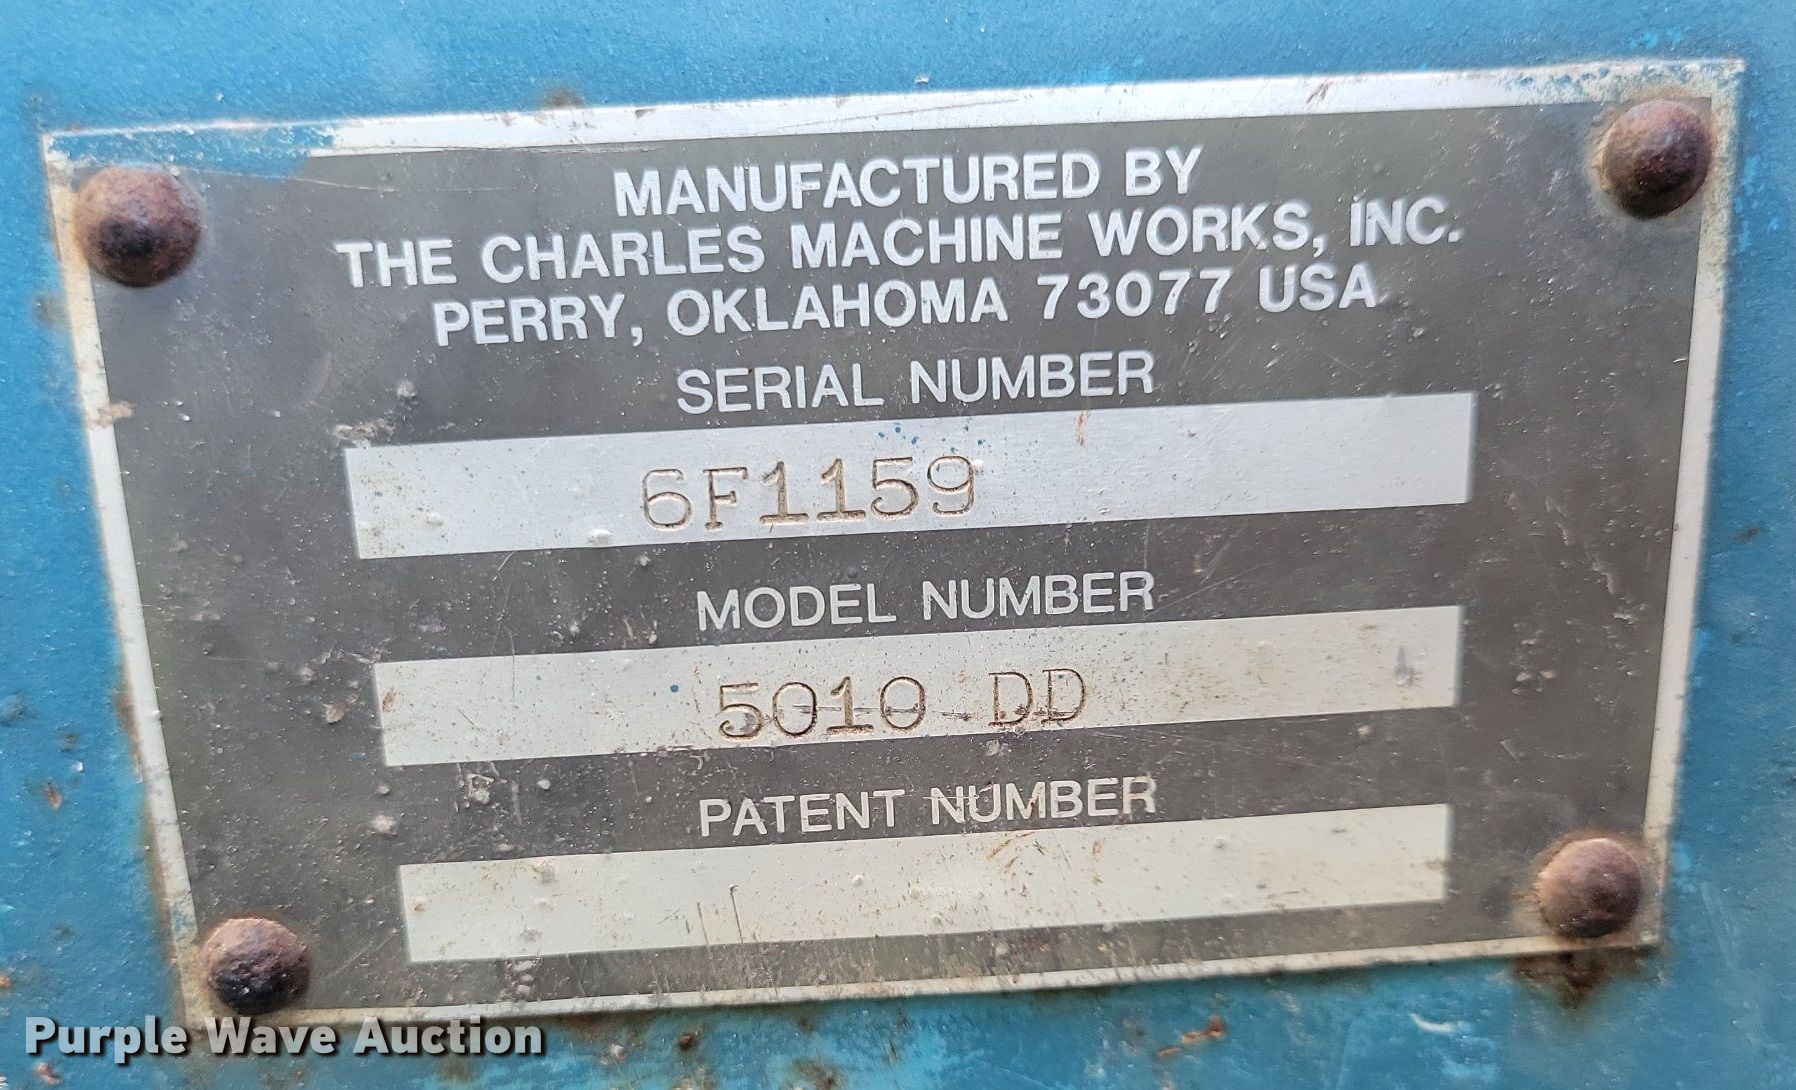 MANUFACTURED BY
THE CHARLES MACHINE WORKS, INC.
PERRY, OKLAHOMA 73077 USA
SERIAL NUMBER
6F1159
MODEL NUMBER
5010 DD
PATENT NUMBER
Purple Wave Auction